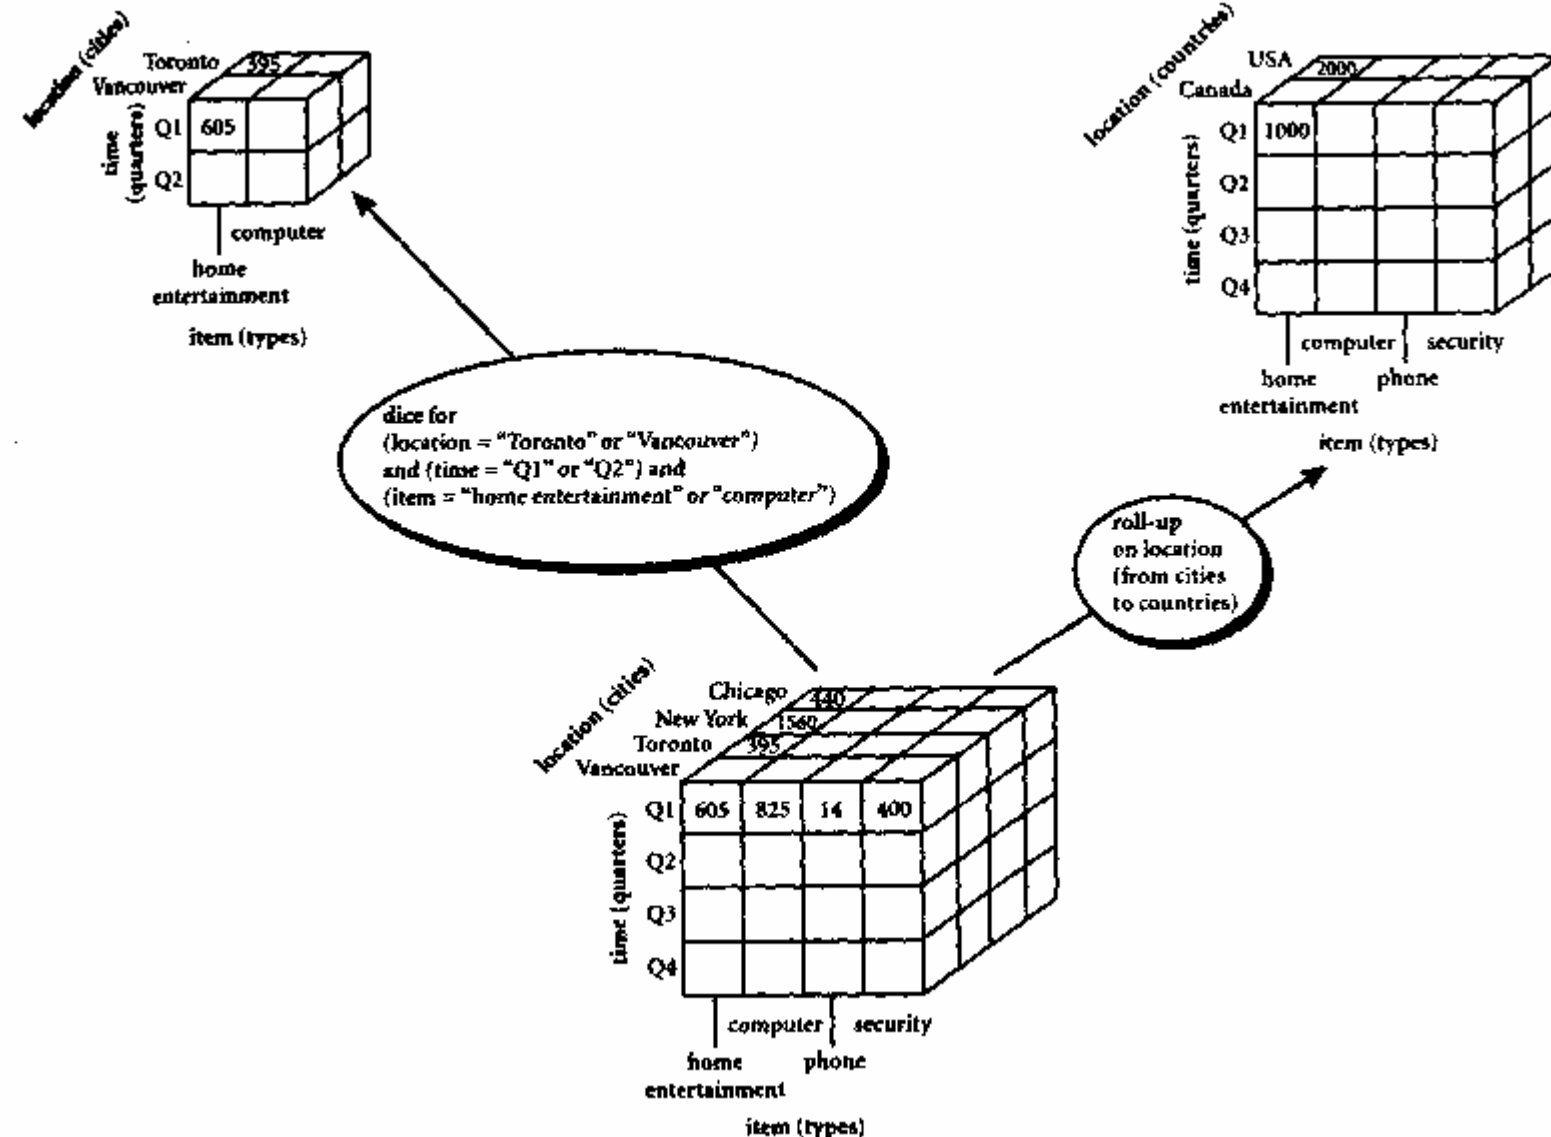 location (cities)
Toronto
395
Vancouver
time
(quarters)
Q1
605
Q2
computer
home
entertainment
item (types)
location (countries)
USA
2000
Canada
time (quarters)
Q1
1000
Q2
Q3
Q4
computer
security
home
entertainment
phone
item (types)
dice for
(location = “Toronto” or “Vancouver”)
and (time = “Q1” or “Q2”) and
(item = “home entertainment” or “computer”)
roll-up
on location
(from cities
to countries)
location (cities)
Chicago
440
New York
1560
Toronto
395
Vancouver
time (quarters)
Q1
605 825 14 400
Q2
Q3
Q4
computer
security
home
entertainment
phone
item (types)